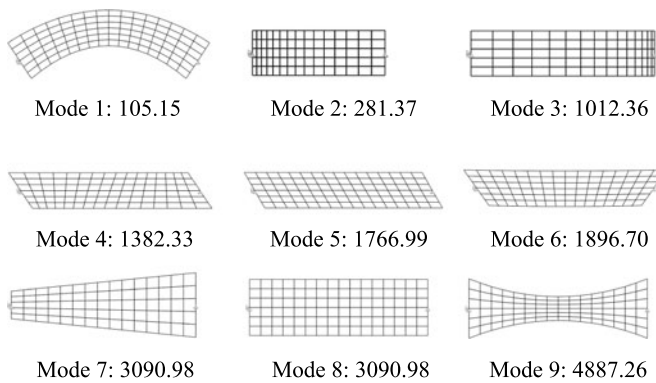 Mode 1: 105.15 Mode 2: 281.37 Mode 3: 1012.36
Mode 4: 1382.33 Mode 5: 1766.99 Mode 6: 1896.70
Mode 7: 3090.98 Mode 8: 3090.98 Mode 9: 4887.26